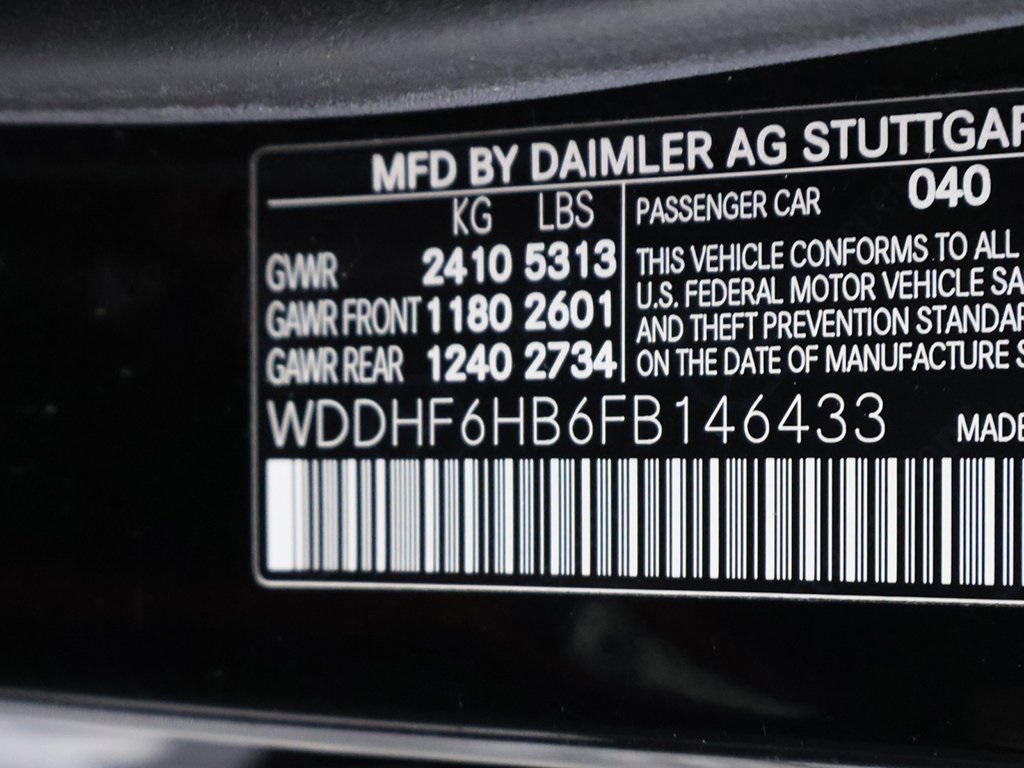 MFD BY DAIMLER AG STUTTGAR
KG LBS
GVWR 2410 5313
GAWR FRONT 1180 2601
GAWR REAR 1240 2734
PASSENGER CAR 040
THIS VEHICLE CONFORMS TO ALL
U.S. FEDERAL MOTOR VEHICLE SA
AND THEFT PREVENTION STANDAR
ON THE DATE OF MANUFACTURE S
WDDHF6HB6FB146433
MADE